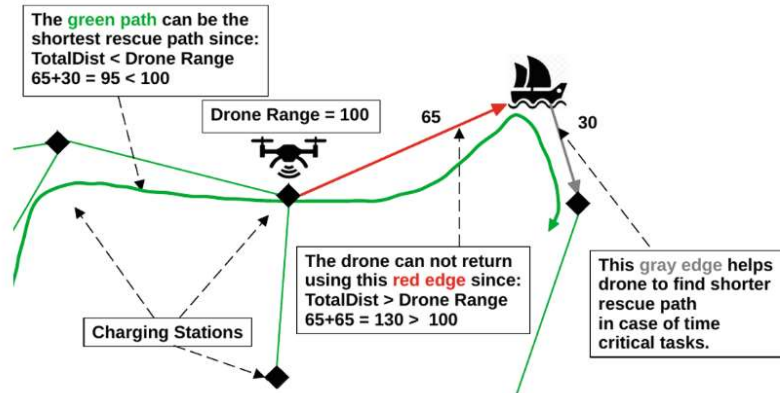 The green path can be the
shortest rescue path since:
TotalDist < Drone Range
65+30 = 95 < 100
Drone Range = 100
65
30
The drone can not return
using this red edge since:
TotalDist > Drone Range
65+65 = 130 > 100
This gray edge helps
drone to find shorter
rescue path
in case of time
critical tasks.
Charging Stations